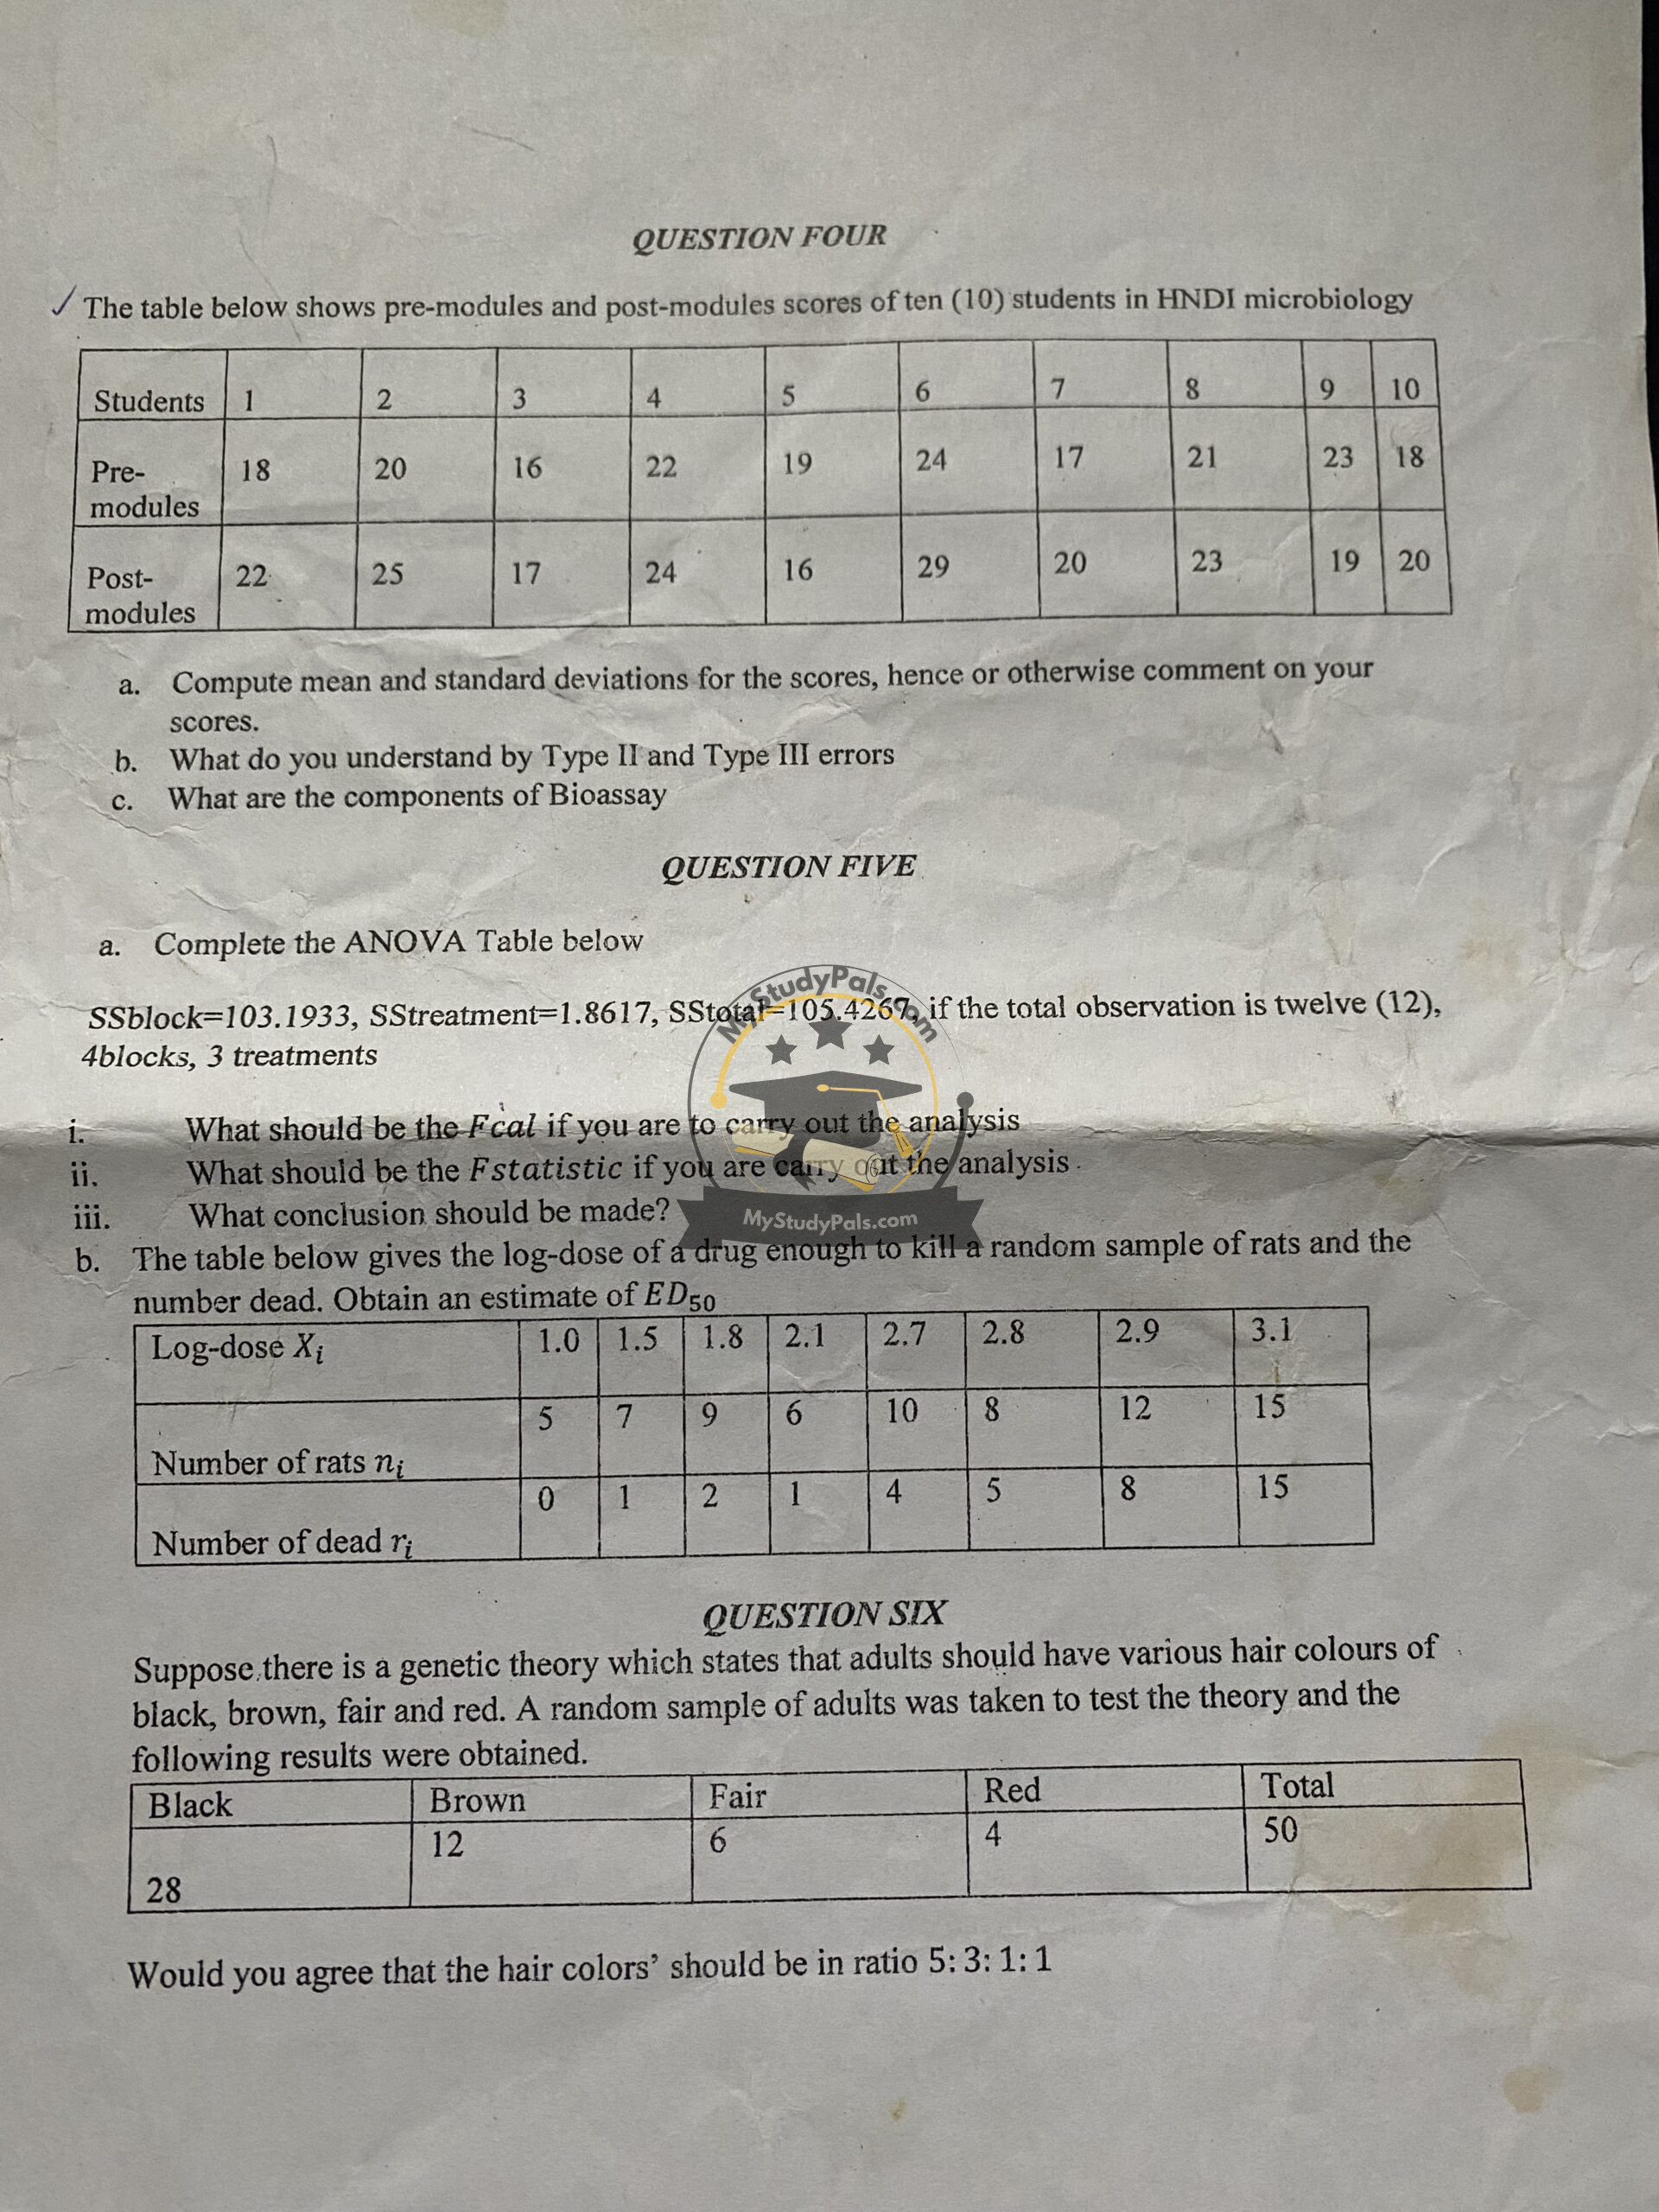 QUESTION FOUR
The table below shows pre-modules and post-modules scores of ten (10) students in HNDI microbiology
Students 1 2 3 4 5 6 7 8 9 10
Pre-modules 18 20 16 22 19 24 17 21 23 18
Post-modules 22 25 17 24 16 29 20 23 19 20
a. Compute mean and standard deviations for the scores, hence or otherwise comment on your
scores.
b. What do you understand by Type II and Type III errors
c. What are the components of Bioassay
QUESTION FIVE
a. Complete the ANOVA Table below
SSblock=103.1933, SStreatment=1.8617, SStotal=105.4267, if the total observation is twelve (12),
4blocks, 3 treatments
MyStudyPals.com
i. What should be the Fcal if you are to carry out the analysis
ii. What should be the Fstatistic if you are carry out the analysis
iii. What conclusion should be made?
MyStudyPals.com
b. The table below gives the log-dose of a drug enough to kill a random sample of rats and the
number dead. Obtain an estimate of ED50
Log-dose Xi 1.0 1.5 1.8 2.1 2.7 2.8 2.9 3.1
Number of rats ni 5 7 9 6 10 8 12 15
Number of dead ri 0 1 2 1 4 5 8 15
QUESTION SIX
Suppose there is a genetic theory which states that adults should have various hair colours of
black, brown, fair and red. A random sample of adults was taken to test the theory and the
following results were obtained.
Black Brown Fair Red Total
28 12 6 4 50
Would you agree that the hair colors' should be in ratio 5: 3: 1: 1